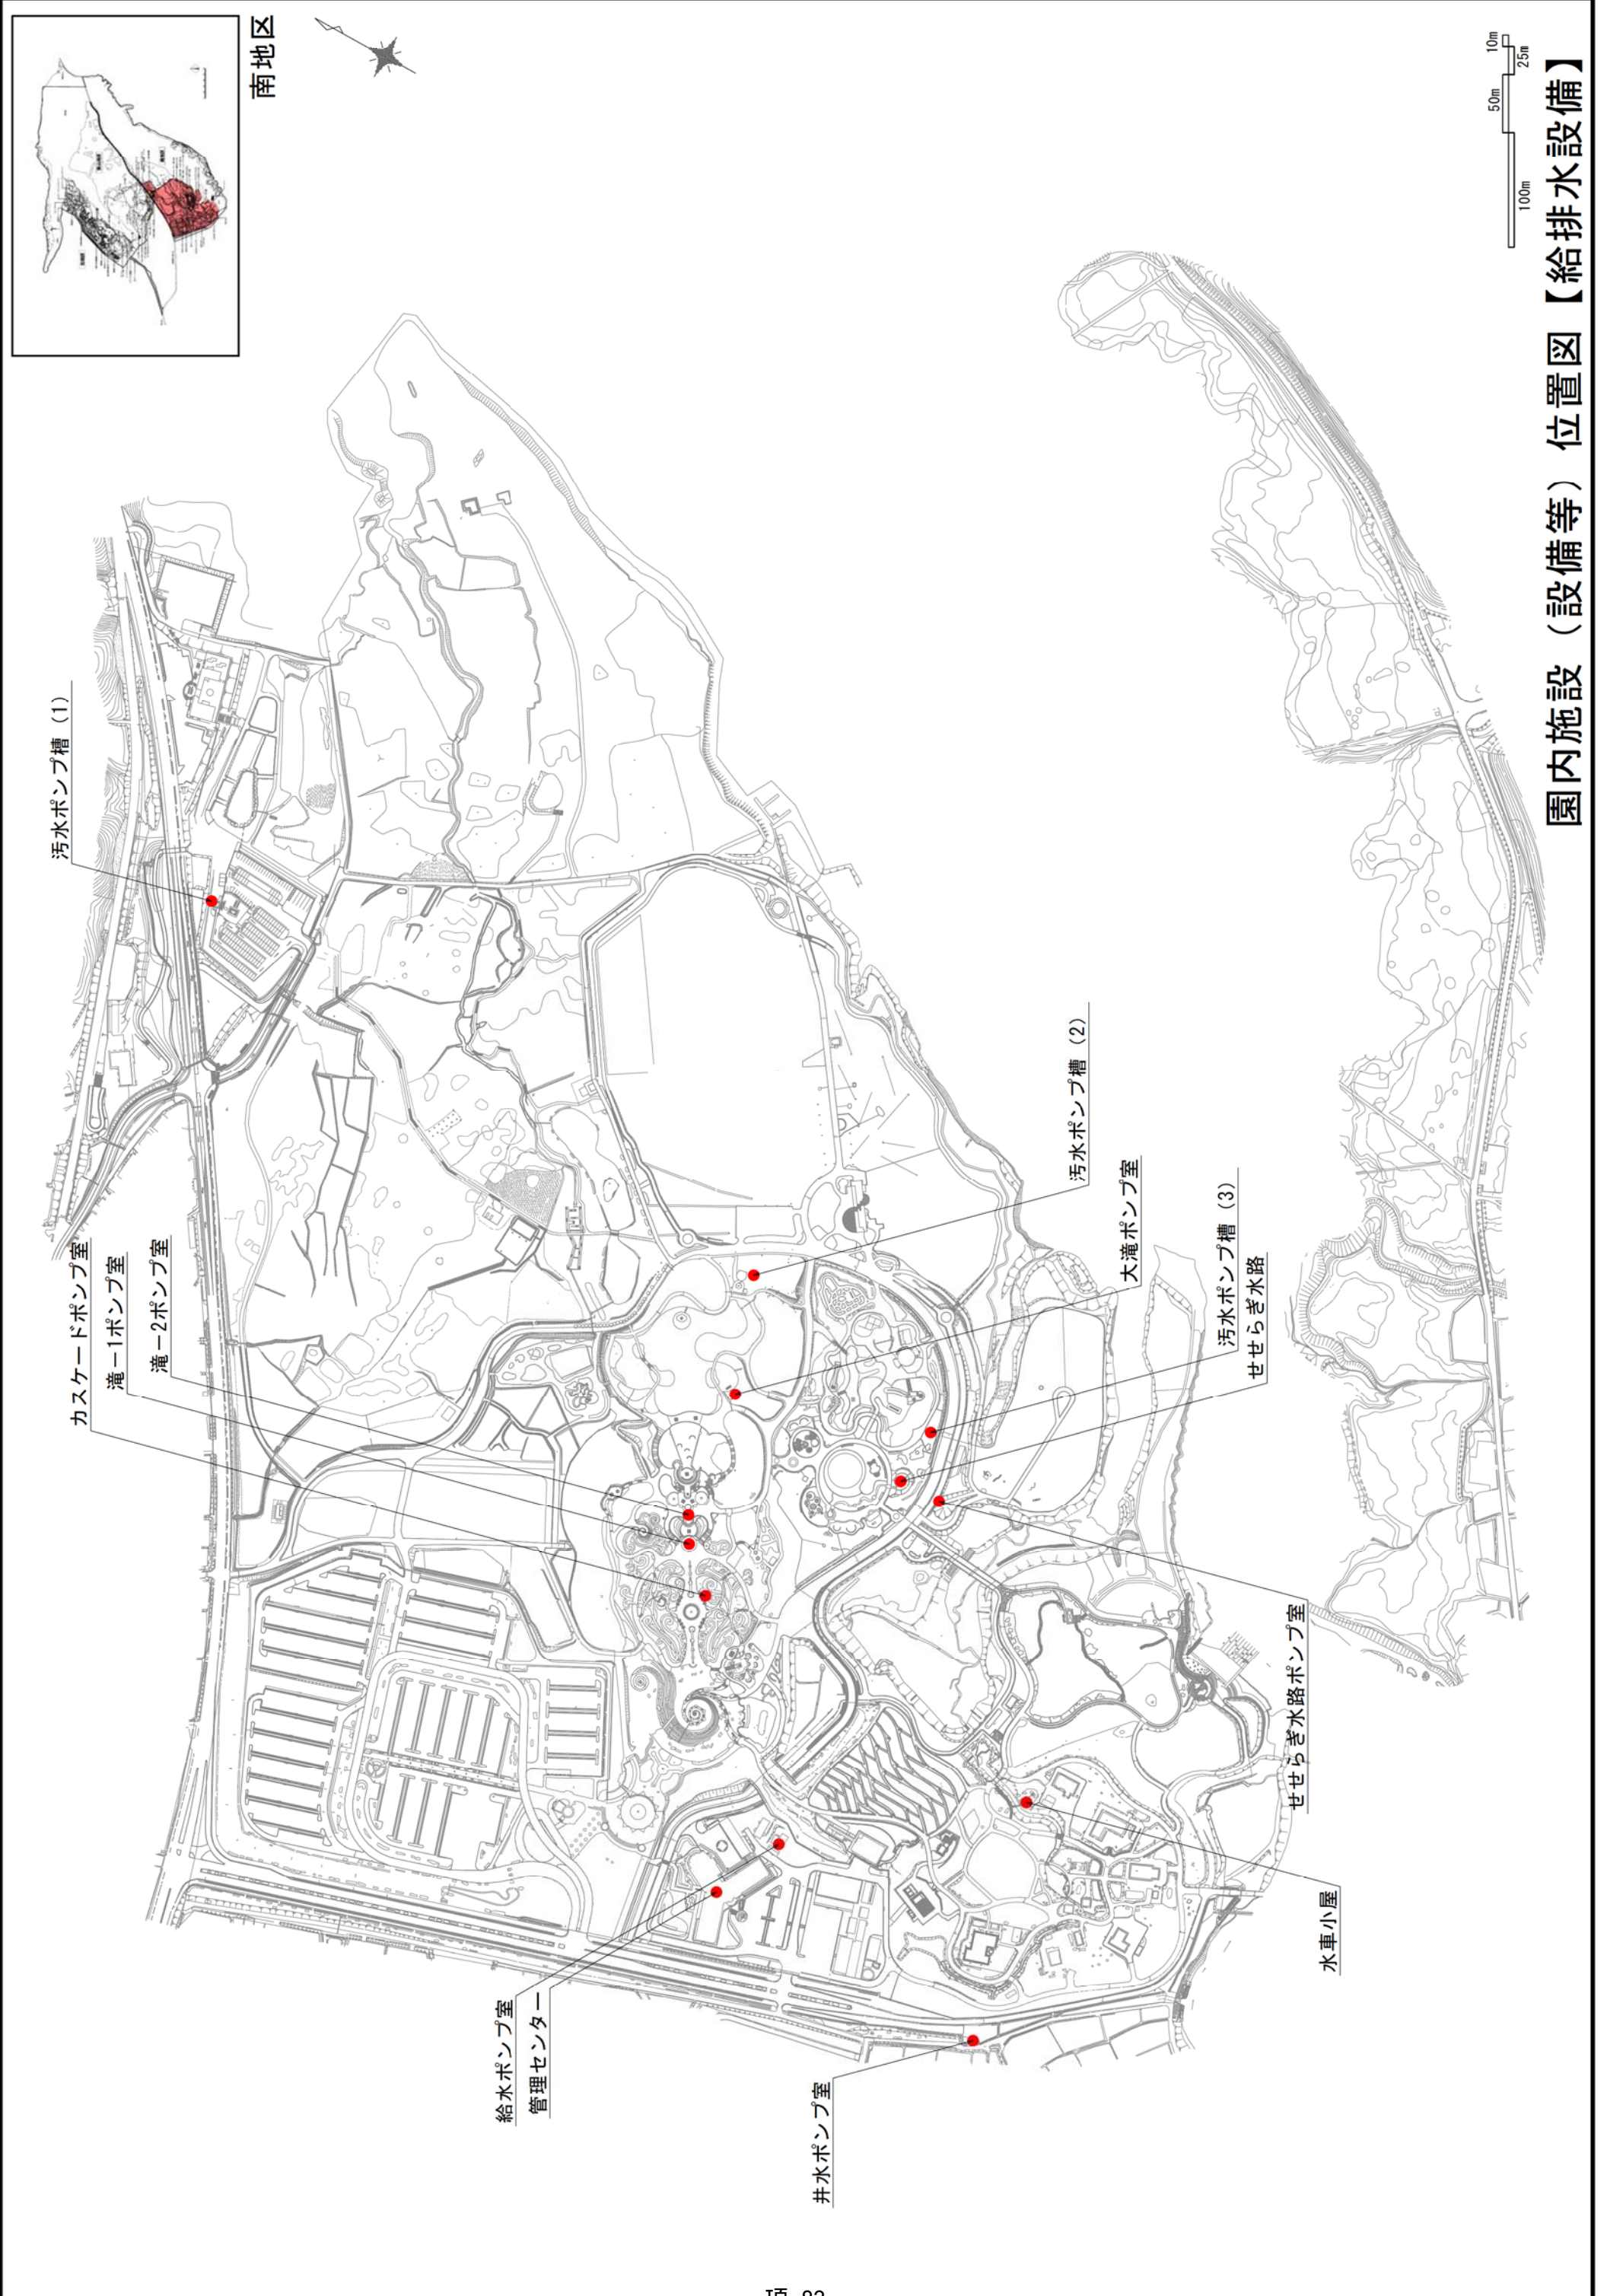 園内施設（設備等）位置図【給排水設備】
南地区
10m
25m
50m
100m
汚水ポンプ槽（1）
カスケードポンプ室
滝－1ポンプ室
滝－2ポンプ室
汚水ポンプ槽（2）
大滝ポンプ室
汚水ポンプ槽（3）
せせらぎ水路
せせらぎ水路ポンプ室
水車小屋
給水ポンプ室
管理センター
井水ポンプ室